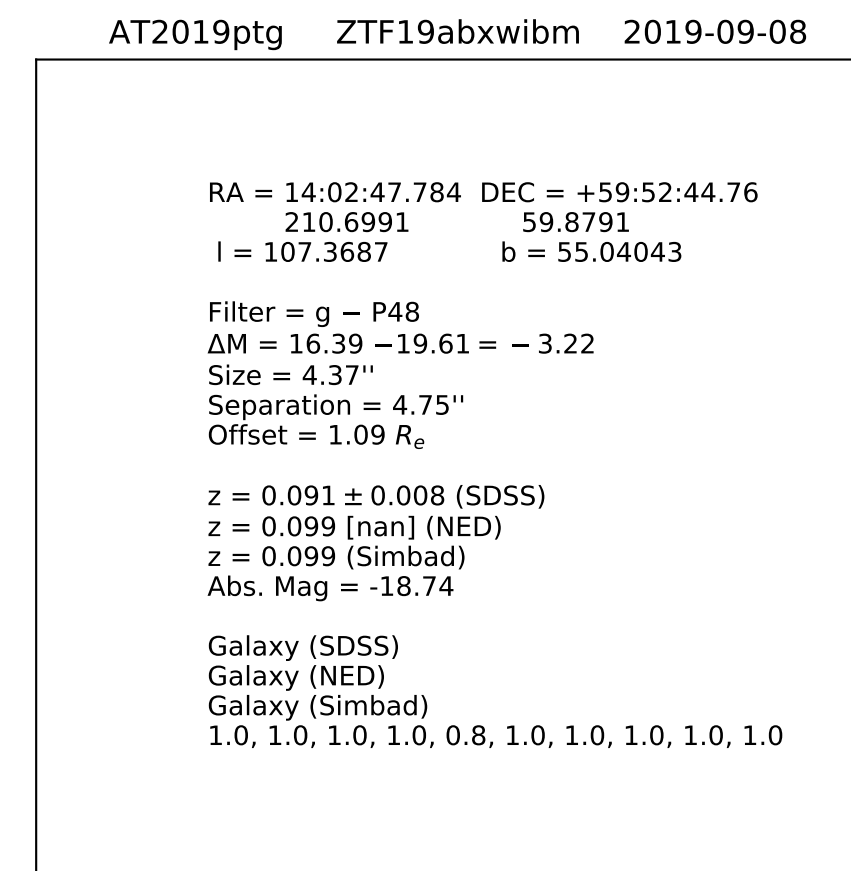 AT2019ptg ZTF19abxwibm 2019-09-08
RA = 14:02:47.784 DEC = +59:52:44.76
210.6991 59.8791
l = 107.3687 b = 55.04043
Filter = g − P48
ΔM = 16.39 −19.61 = − 3.22
Size = 4.37''
Separation = 4.75''
Offset = 1.09 Re
z = 0.091 ± 0.008 (SDSS)
z = 0.099 [nan] (NED)
z = 0.099 (Simbad)
Abs. Mag = -18.74
Galaxy (SDSS)
Galaxy (NED)
Galaxy (Simbad)
1.0, 1.0, 1.0, 1.0, 0.8, 1.0, 1.0, 1.0, 1.0, 1.0